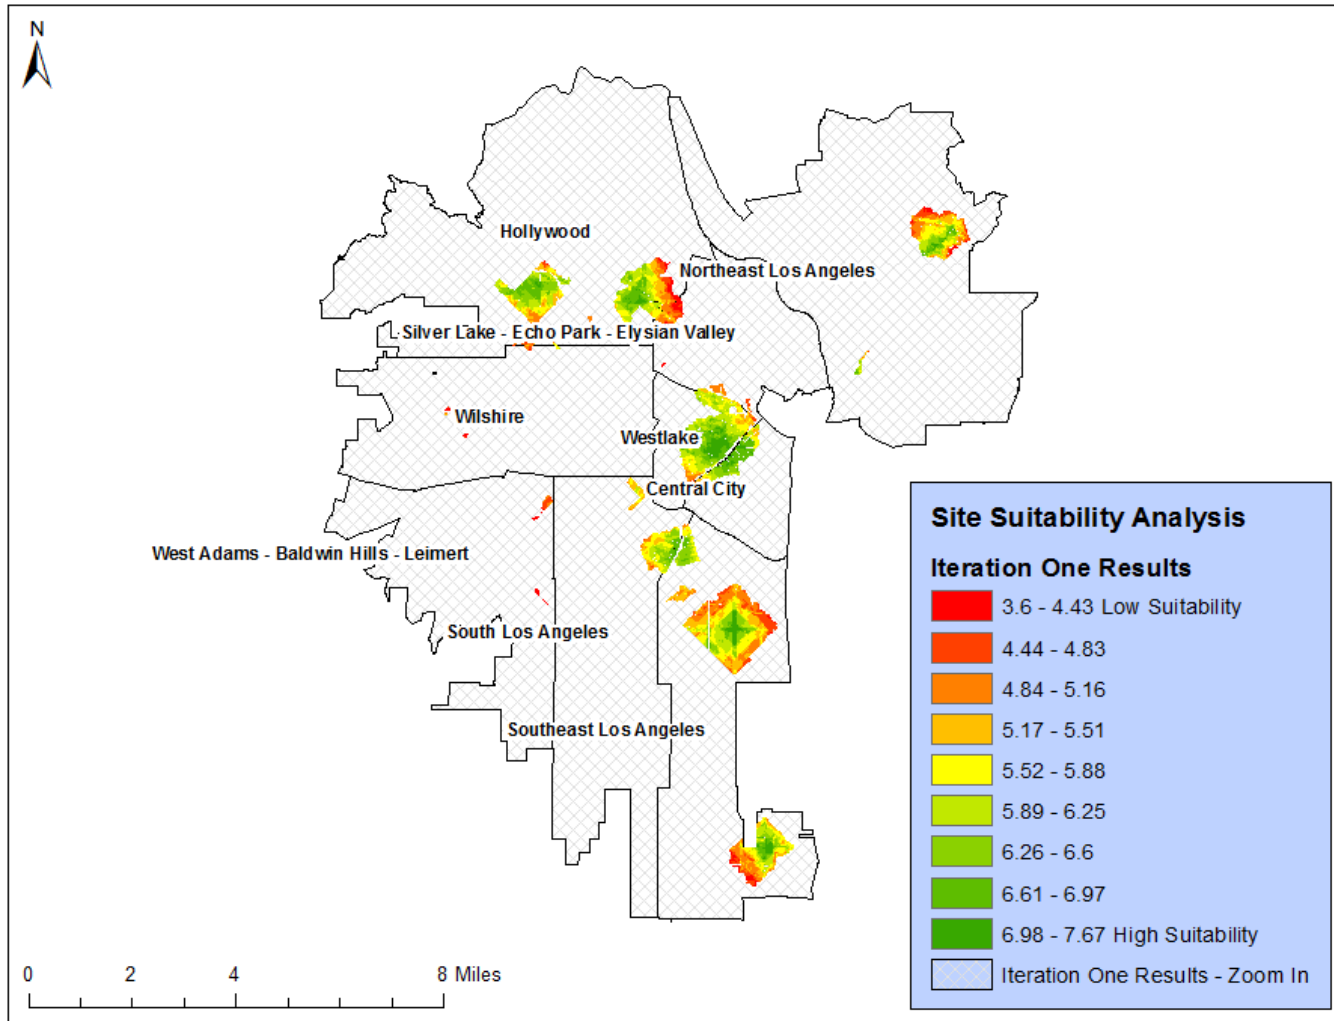 N
Hollywood
Northeast Los Angeles
Silver Lake - Echo Park - Elysian Valley
Wilshire
Westlake
Central City
West Adams - Baldwin Hills - Leimert
South Los Angeles
Southeast Los Angeles
Site Suitability Analysis
Iteration One Results
3.6 - 4.43 Low Suitability
4.44 - 4.83
4.84 - 5.16
5.17 - 5.51
5.52 - 5.88
5.89 - 6.25
6.26 - 6.6
6.61 - 6.97
6.98 - 7.67 High Suitability
Iteration One Results - Zoom In
0 2 4 8 Miles